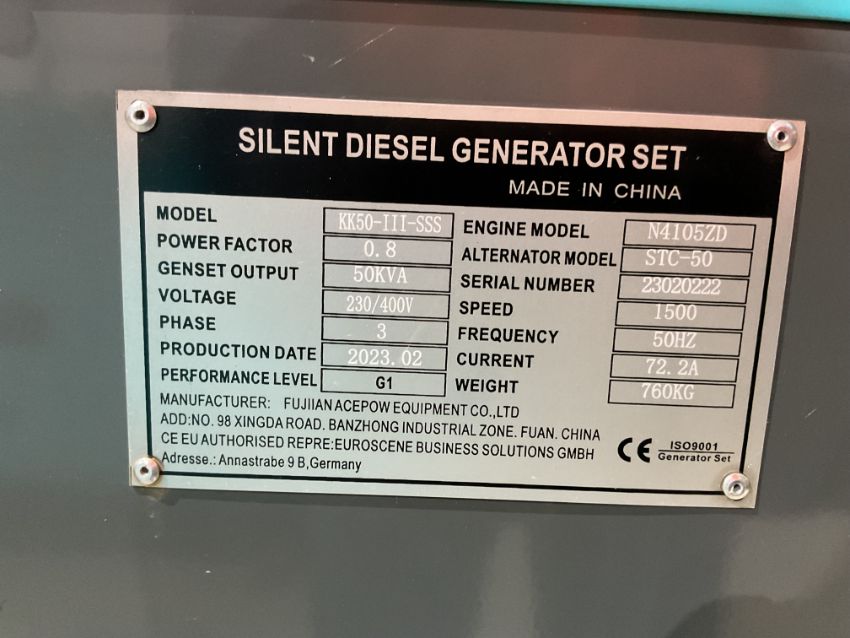 SILENT DIESEL GENERATOR SET
MADE IN CHINA
MODEL KK50-III-SSS
POWER FACTOR 0.8
GENSET OUTPUT 50KVA
VOLTAGE 230/400V
PHASE 3
PRODUCTION DATE 2023.02
PERFORMANCE LEVEL G1
ENGINE MODEL N4105ZD
ALTERNATOR MODEL STC-50
SERIAL NUMBER 23020222
SPEED 1500
FREQUENCY 50HZ
CURRENT 72.2A
WEIGHT 760KG
MANUFACTURER: FUJIIAN ACEPOW EQUIPMENT CO.,LTD
ADD:NO. 98 XINGDA ROAD. BANZHONG INDUSTRIAL ZONE. FUAN. CHINA
CE EU AUTHORISED REPRE:EUROSCENE BUSINESS SOLUTIONS GMBH
Adresse.: Annastrabe 9 B,Germany
CE ISO9001
Generator Set